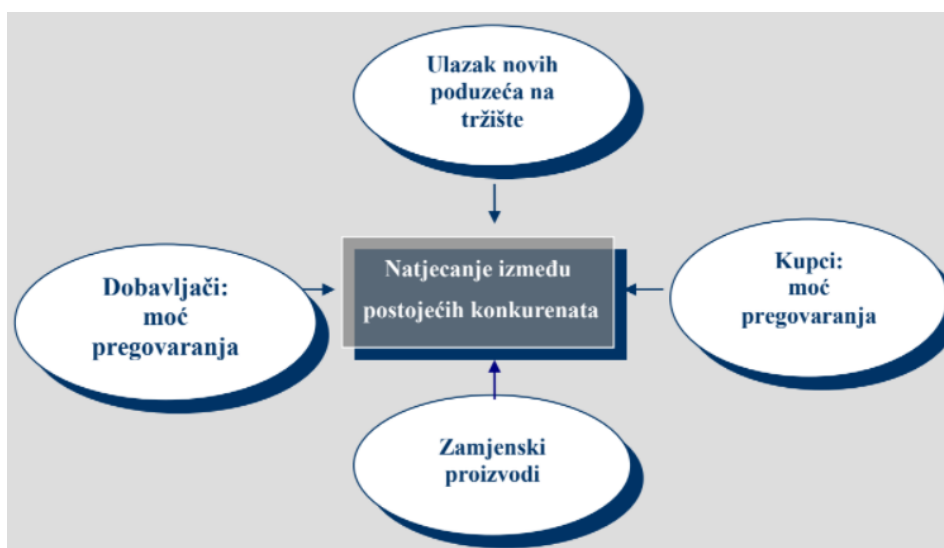 Ulazak novih
poduzeća na
tržište
Dobavljači:
moć
pregovaranja
Natjecanje između
postojećih konkurenata
Kupci:
moć
pregovaranja
Zamjenski
proizvodi